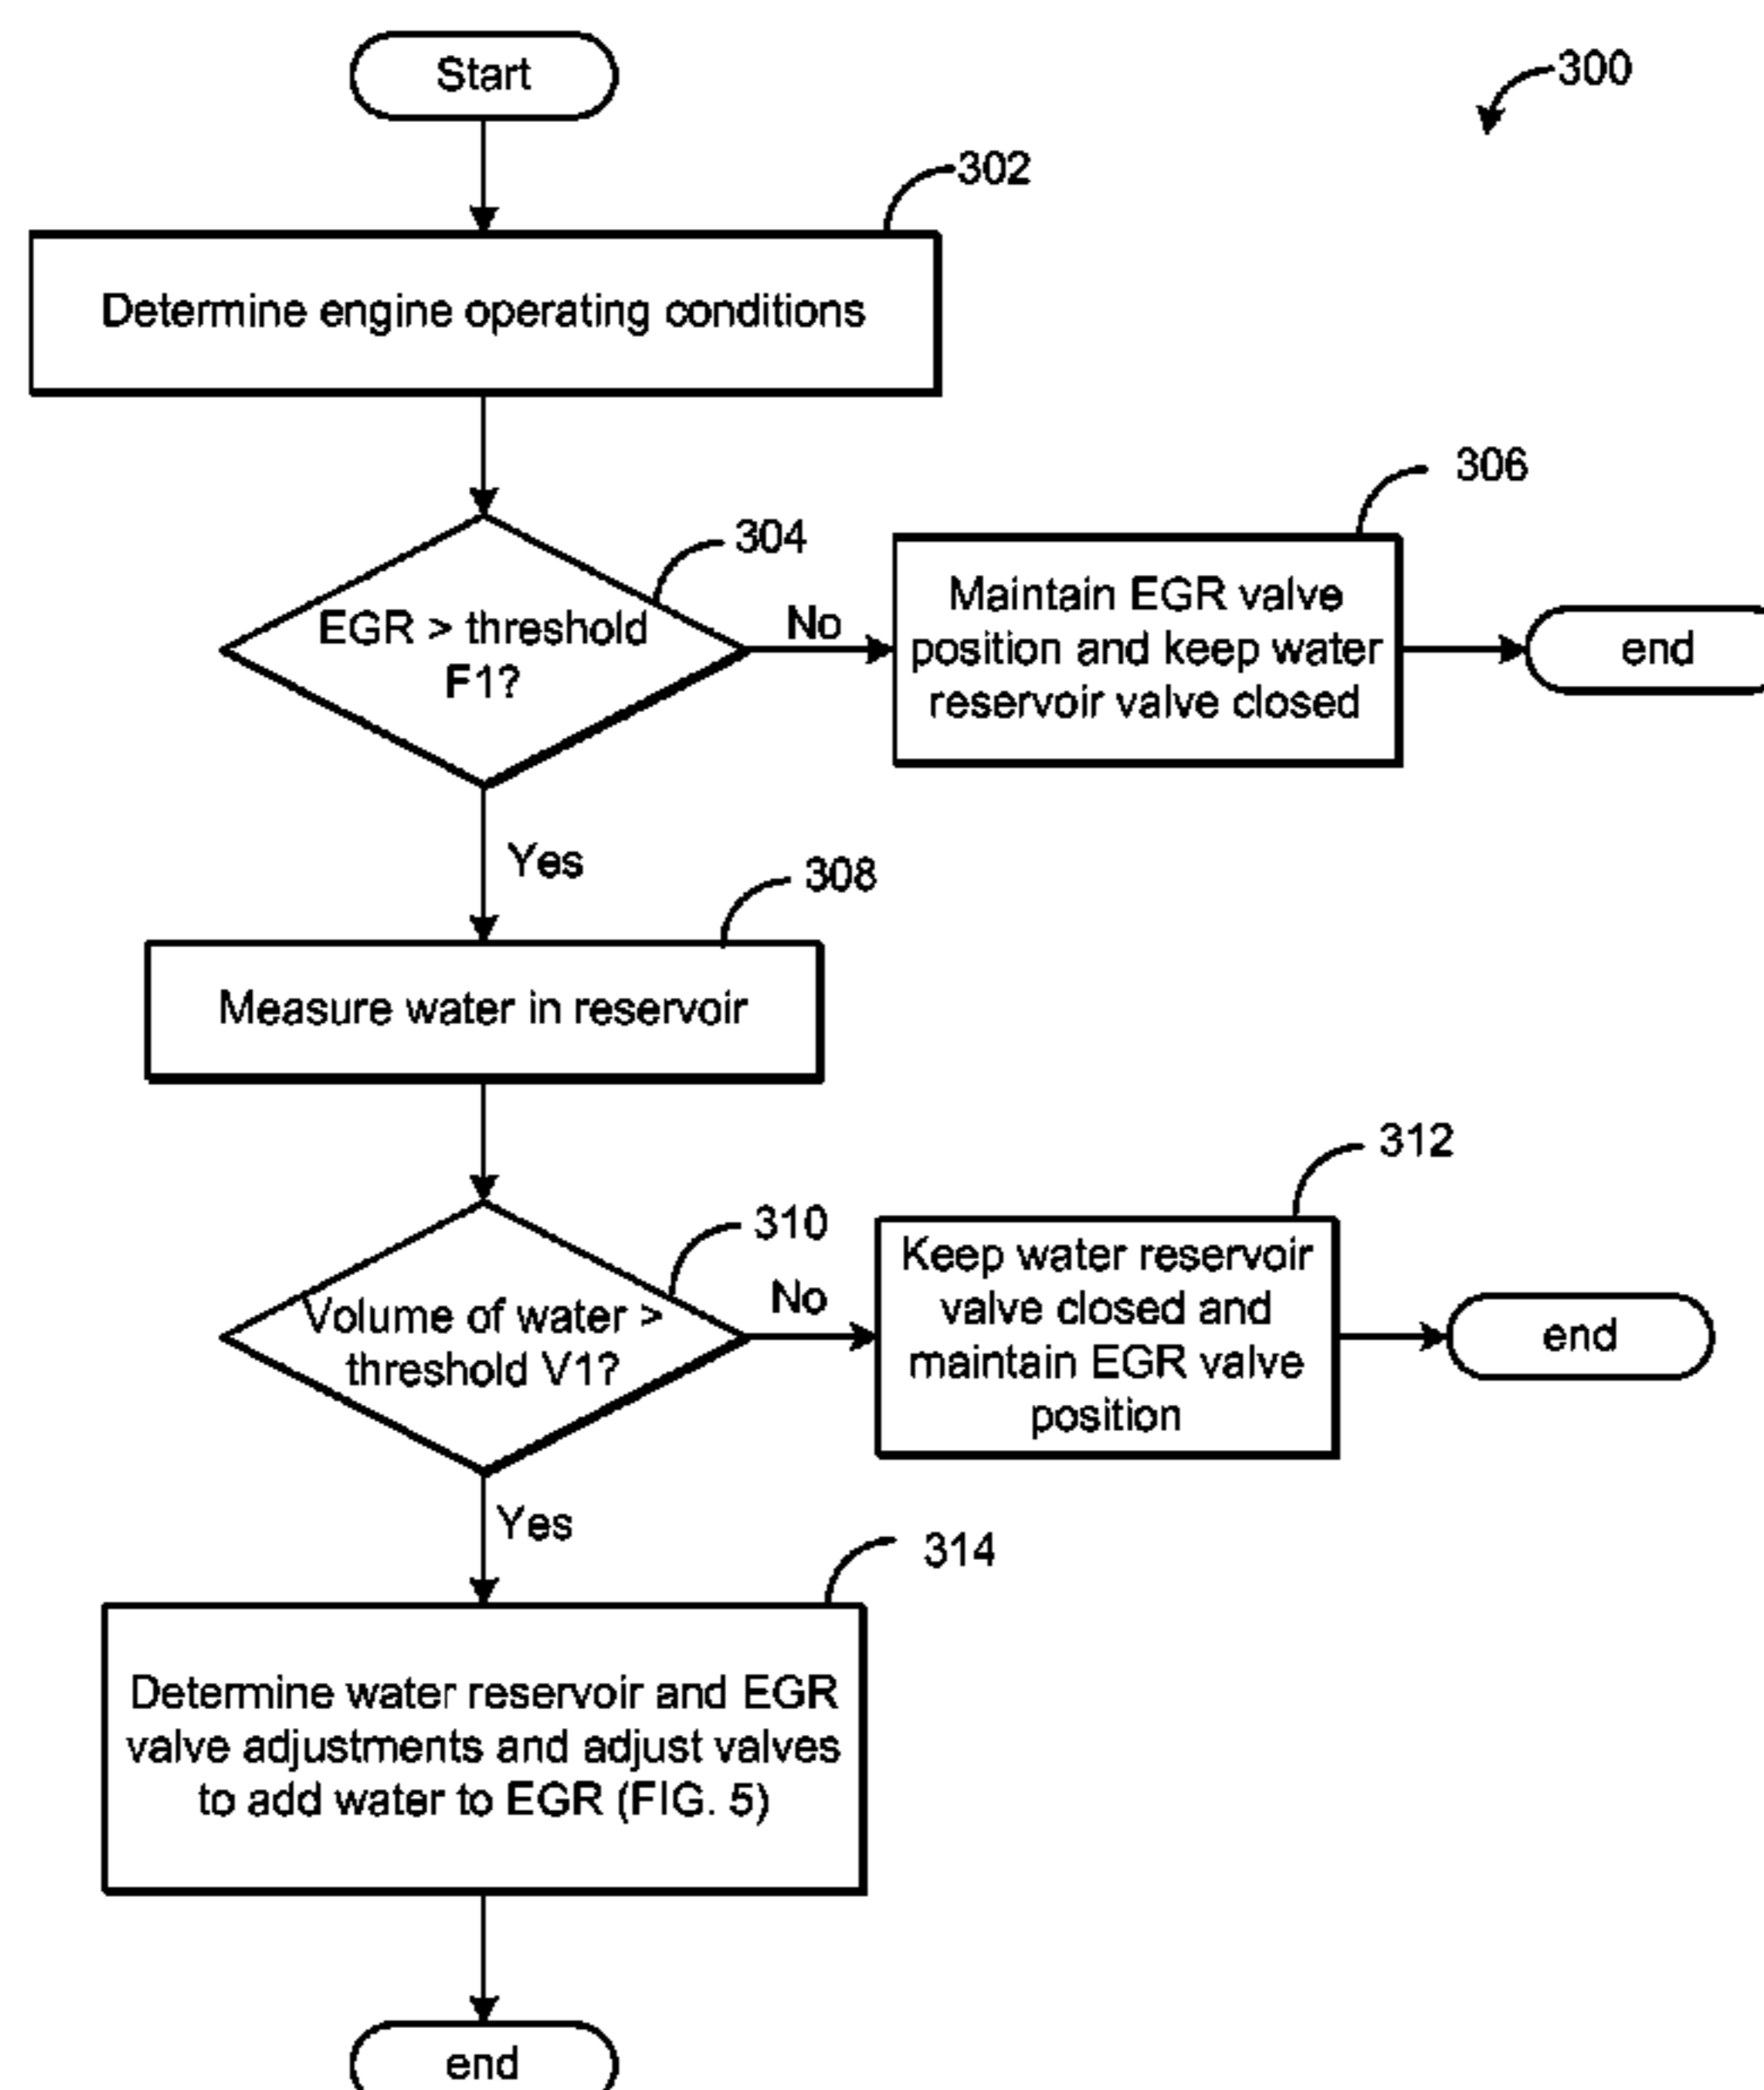 Start
300
302
Determine engine operating conditions
304
EGR > threshold
F1?
No
306
Maintain EGR valve
position and keep water
reservoir valve closed
end
Yes
308
Measure water in reservoir
310
Volume of water >
threshold V1?
No
312
Keep water reservoir
valve closed and
maintain EGR valve
position
end
Yes
314
Determine water reservoir and EGR
valve adjustments and adjust valves
to add water to EGR (FIG. 5)
end